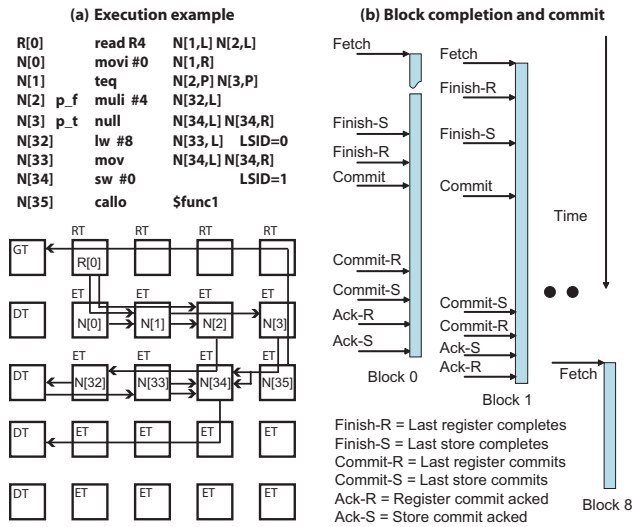 (a) Execution example
R[0] read R4 N[1,L] N[2,L]
N[0] movi #0 N[1,R]
N[1] teq N[2,P] N[3,P]
N[2] p_f muli #4 N[32,L]
N[3] p_t null N[34,L] N[34,R]
N[32] lw #8 N[33, L] LSID=0
N[33] mov N[34,L] N[34,R]
N[34] sw #0 LSID=1
N[35] callo $func1
RT RT RT RT
GT
R[0]
ET ET ET ET
DT
N[0] N[1] N[2] N[3]
ET ET ET ET
DT
N[32] N[33] N[34] N[35]
DT ET ET ET ET
DT ET ET ET ET
(b) Block completion and commit
Fetch
Finish-S
Finish-R
Commit
Commit-R
Commit-S
Ack-R
Ack-S
Block 0
Fetch
Finish-R
Finish-S
Commit
Commit-S
Commit-R
Ack-S
Ack-R
Block 1
Time
Fetch
Block 8
Finish-R = Last register completes
Finish-S = Last store completes
Commit-R = Last register commits
Commit-S = Last store commits
Ack-R = Register commit acked
Ack-S = Store commit acked